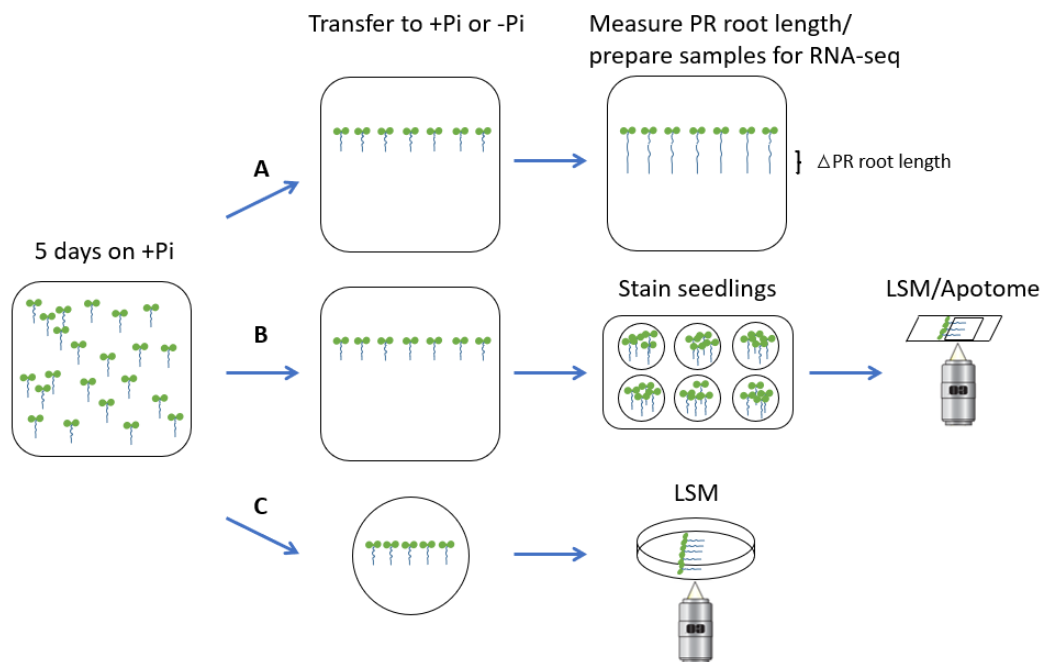 Transfer to +Pi or -Pi
Measure PR root length/
prepare samples for RNA-seq
A
△PR root length
5 days on +Pi
B
Stain seedlings
LSM/Apotome
C
LSM